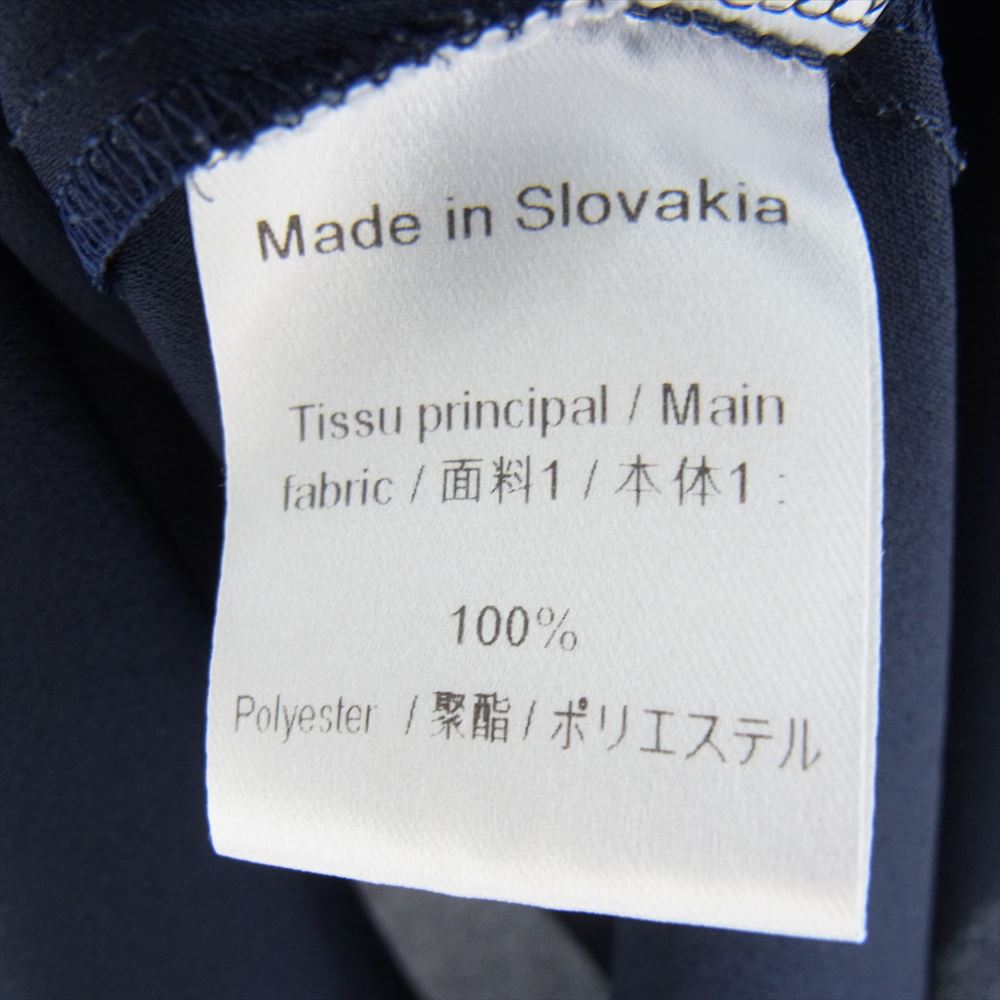 Made in Slovakia
Tissu principal / Main
fabric / 面料1 / 本体1 :
100%
Polyester / 聚酯 / ポリエステル